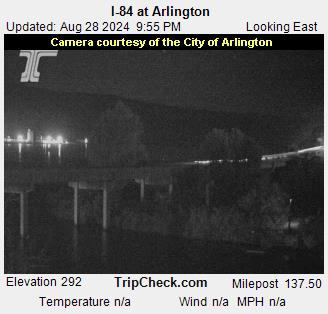 I-84 at Arlington
Updated: Aug 28 2024 9:55 PM Looking East
Camera courtesy of the City of Arlington
Elevation 292 TripCheck.com Milepost 137.50
Temperature n/a Wind n/a MPH n/a